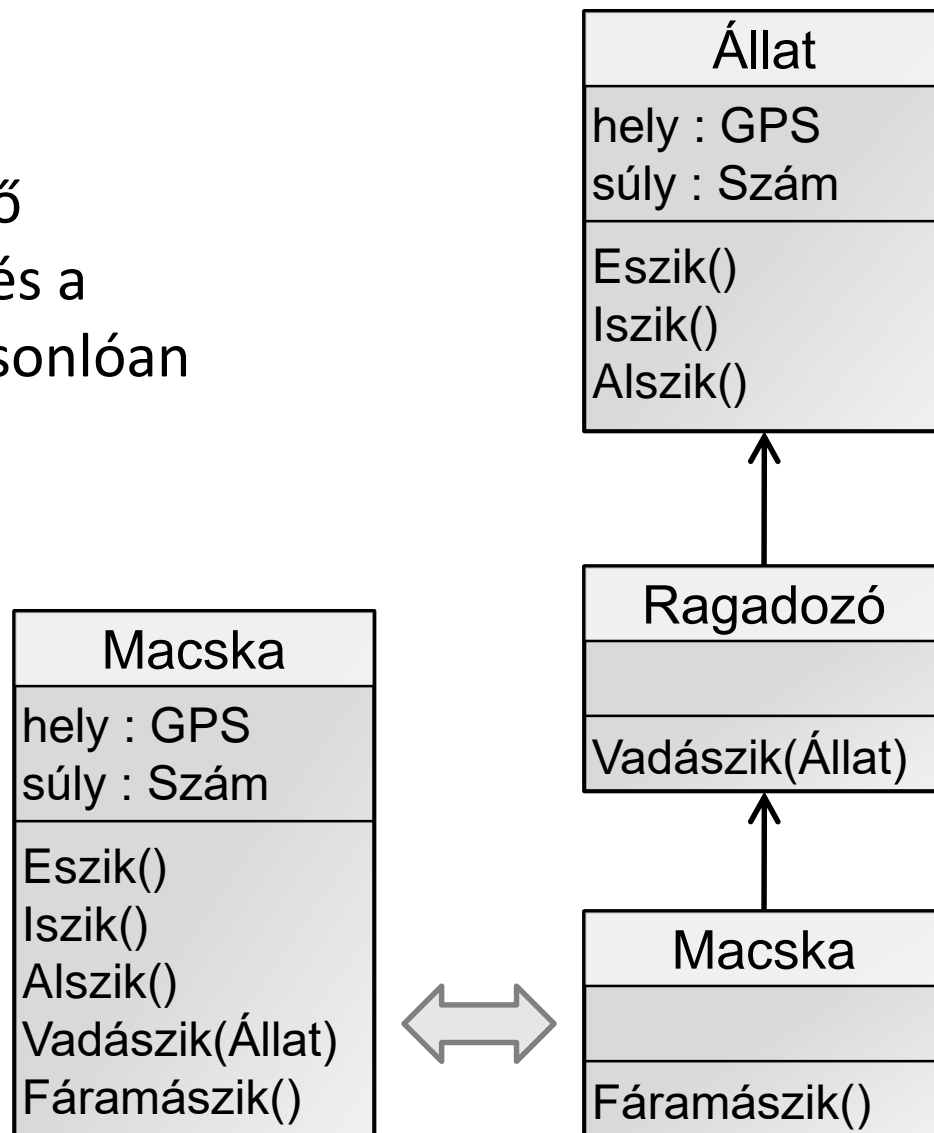 ő
és a
sonlóan
Állat
hely : GPS
súly : Szám
Eszik()
Iszik()
Alszik()
Ragadozó
Vadászik(Állat)
Macska
Fáramászik()
Macska
hely : GPS
súly : Szám
Eszik()
Iszik()
Alszik()
Vadászik(Állat)
Fáramászik()